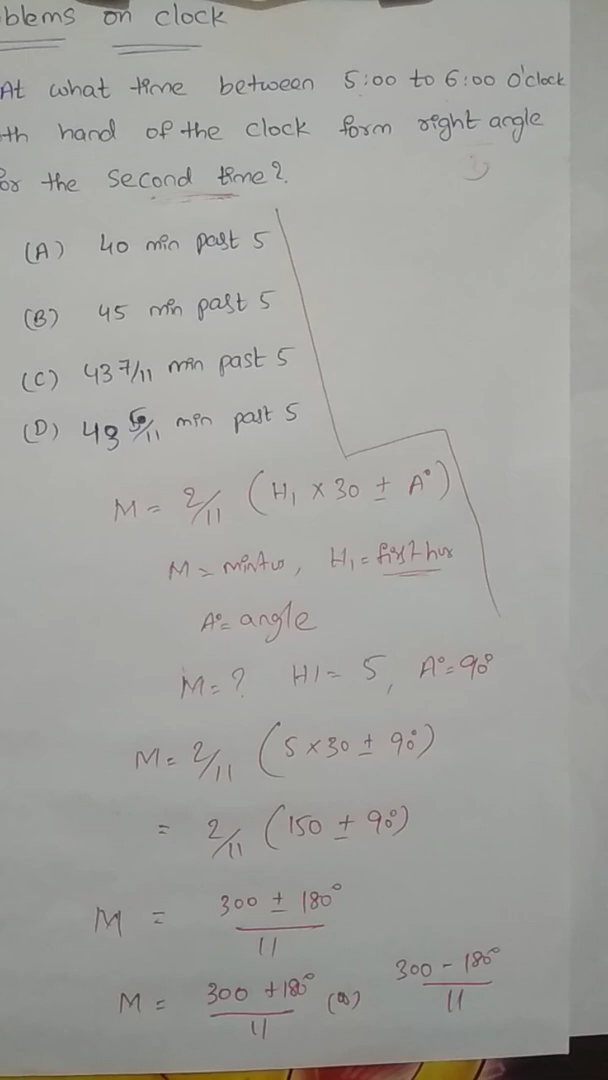 blems on clock
At what time between 5:00 to 6:00 O'clock
th hand of the clock form right angle
or the second time?
(A) 40 min past 5
(B) 45 min past 5
(C) 43 7/11 min past 5
(D) 43 5/11 min past 5
M = 2/11 (H1 × 30 ± A°)
M = , H1 = first
A° = angle
M = ? H1 = 5, A° = 90°
M = 2/11 (5 × 30 ± 90°)
= 2/11 (150 ± 90°)
M = 300 ± 180° / 11
M = 300 + 180° / 11 (or) 300 - 180° / 11